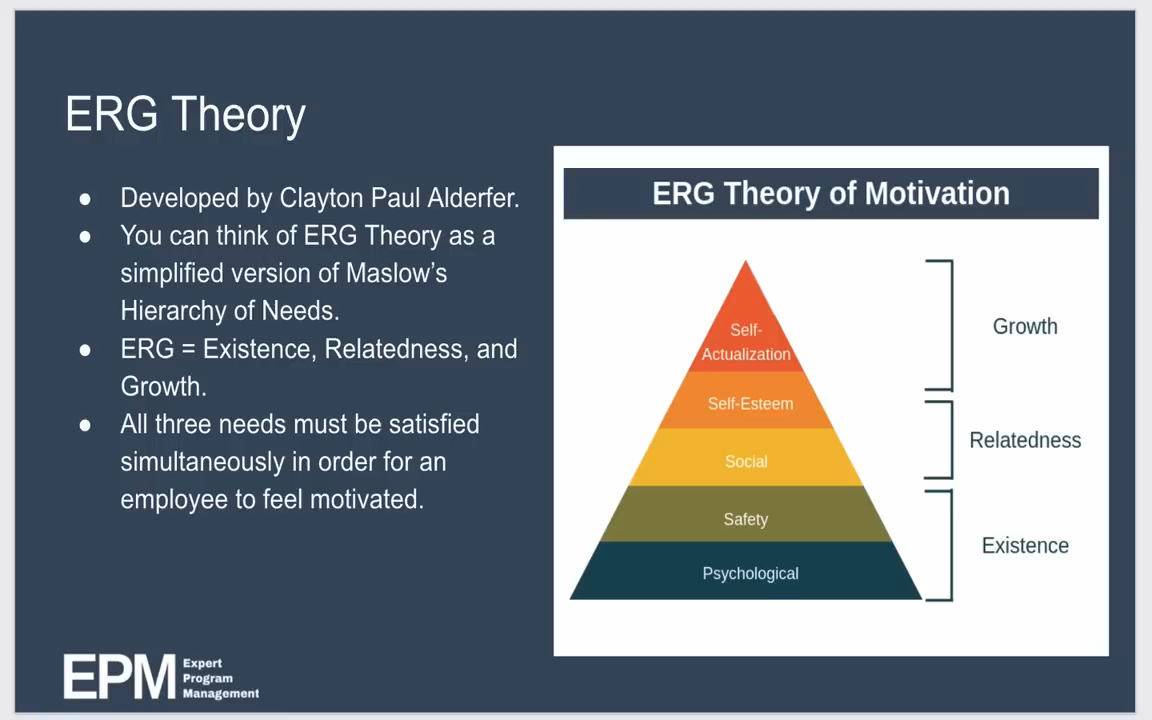 ERG Theory
● Developed by Clayton Paul Alderfer.
● You can think of ERG Theory as a
simplified version of Maslow’s
Hierarchy of Needs.
● ERG = Existence, Relatedness, and
Growth.
● All three needs must be satisfied
simultaneously in order for an
employee to feel motivated.
ERG Theory of Motivation
Self-
Actualization
Self-Esteem
Social
Safety
Psychological
Growth
Relatedness
Existence
EPM
Expert
Program
Management